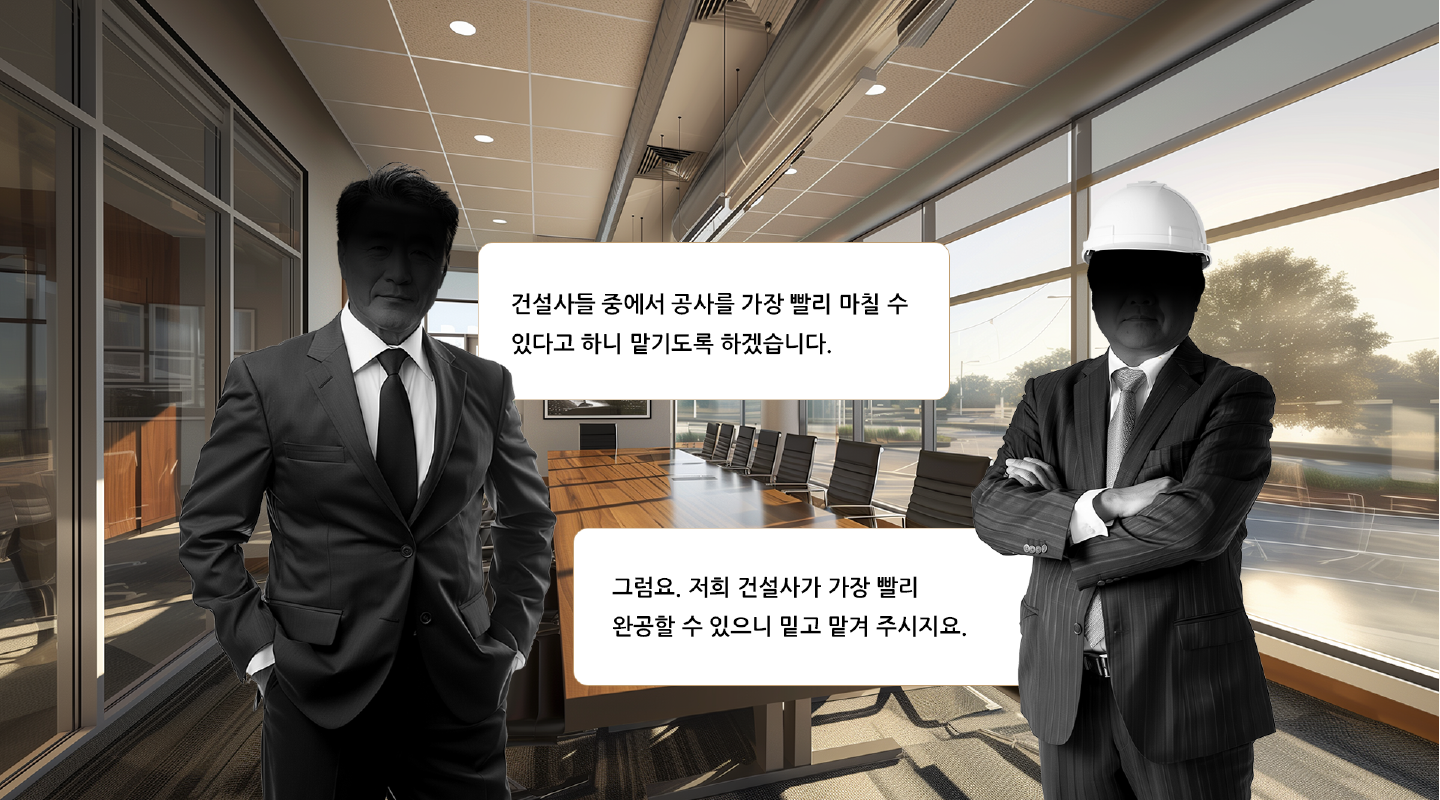 건설사들 중에서 공사를 가장 빨리 마칠 수
있다고 하니 맡기도록 하겠습니다.
그럼요. 저희 건설사가 가장 빨리
완공할 수 있으니 믿고 맡겨 주시지요.